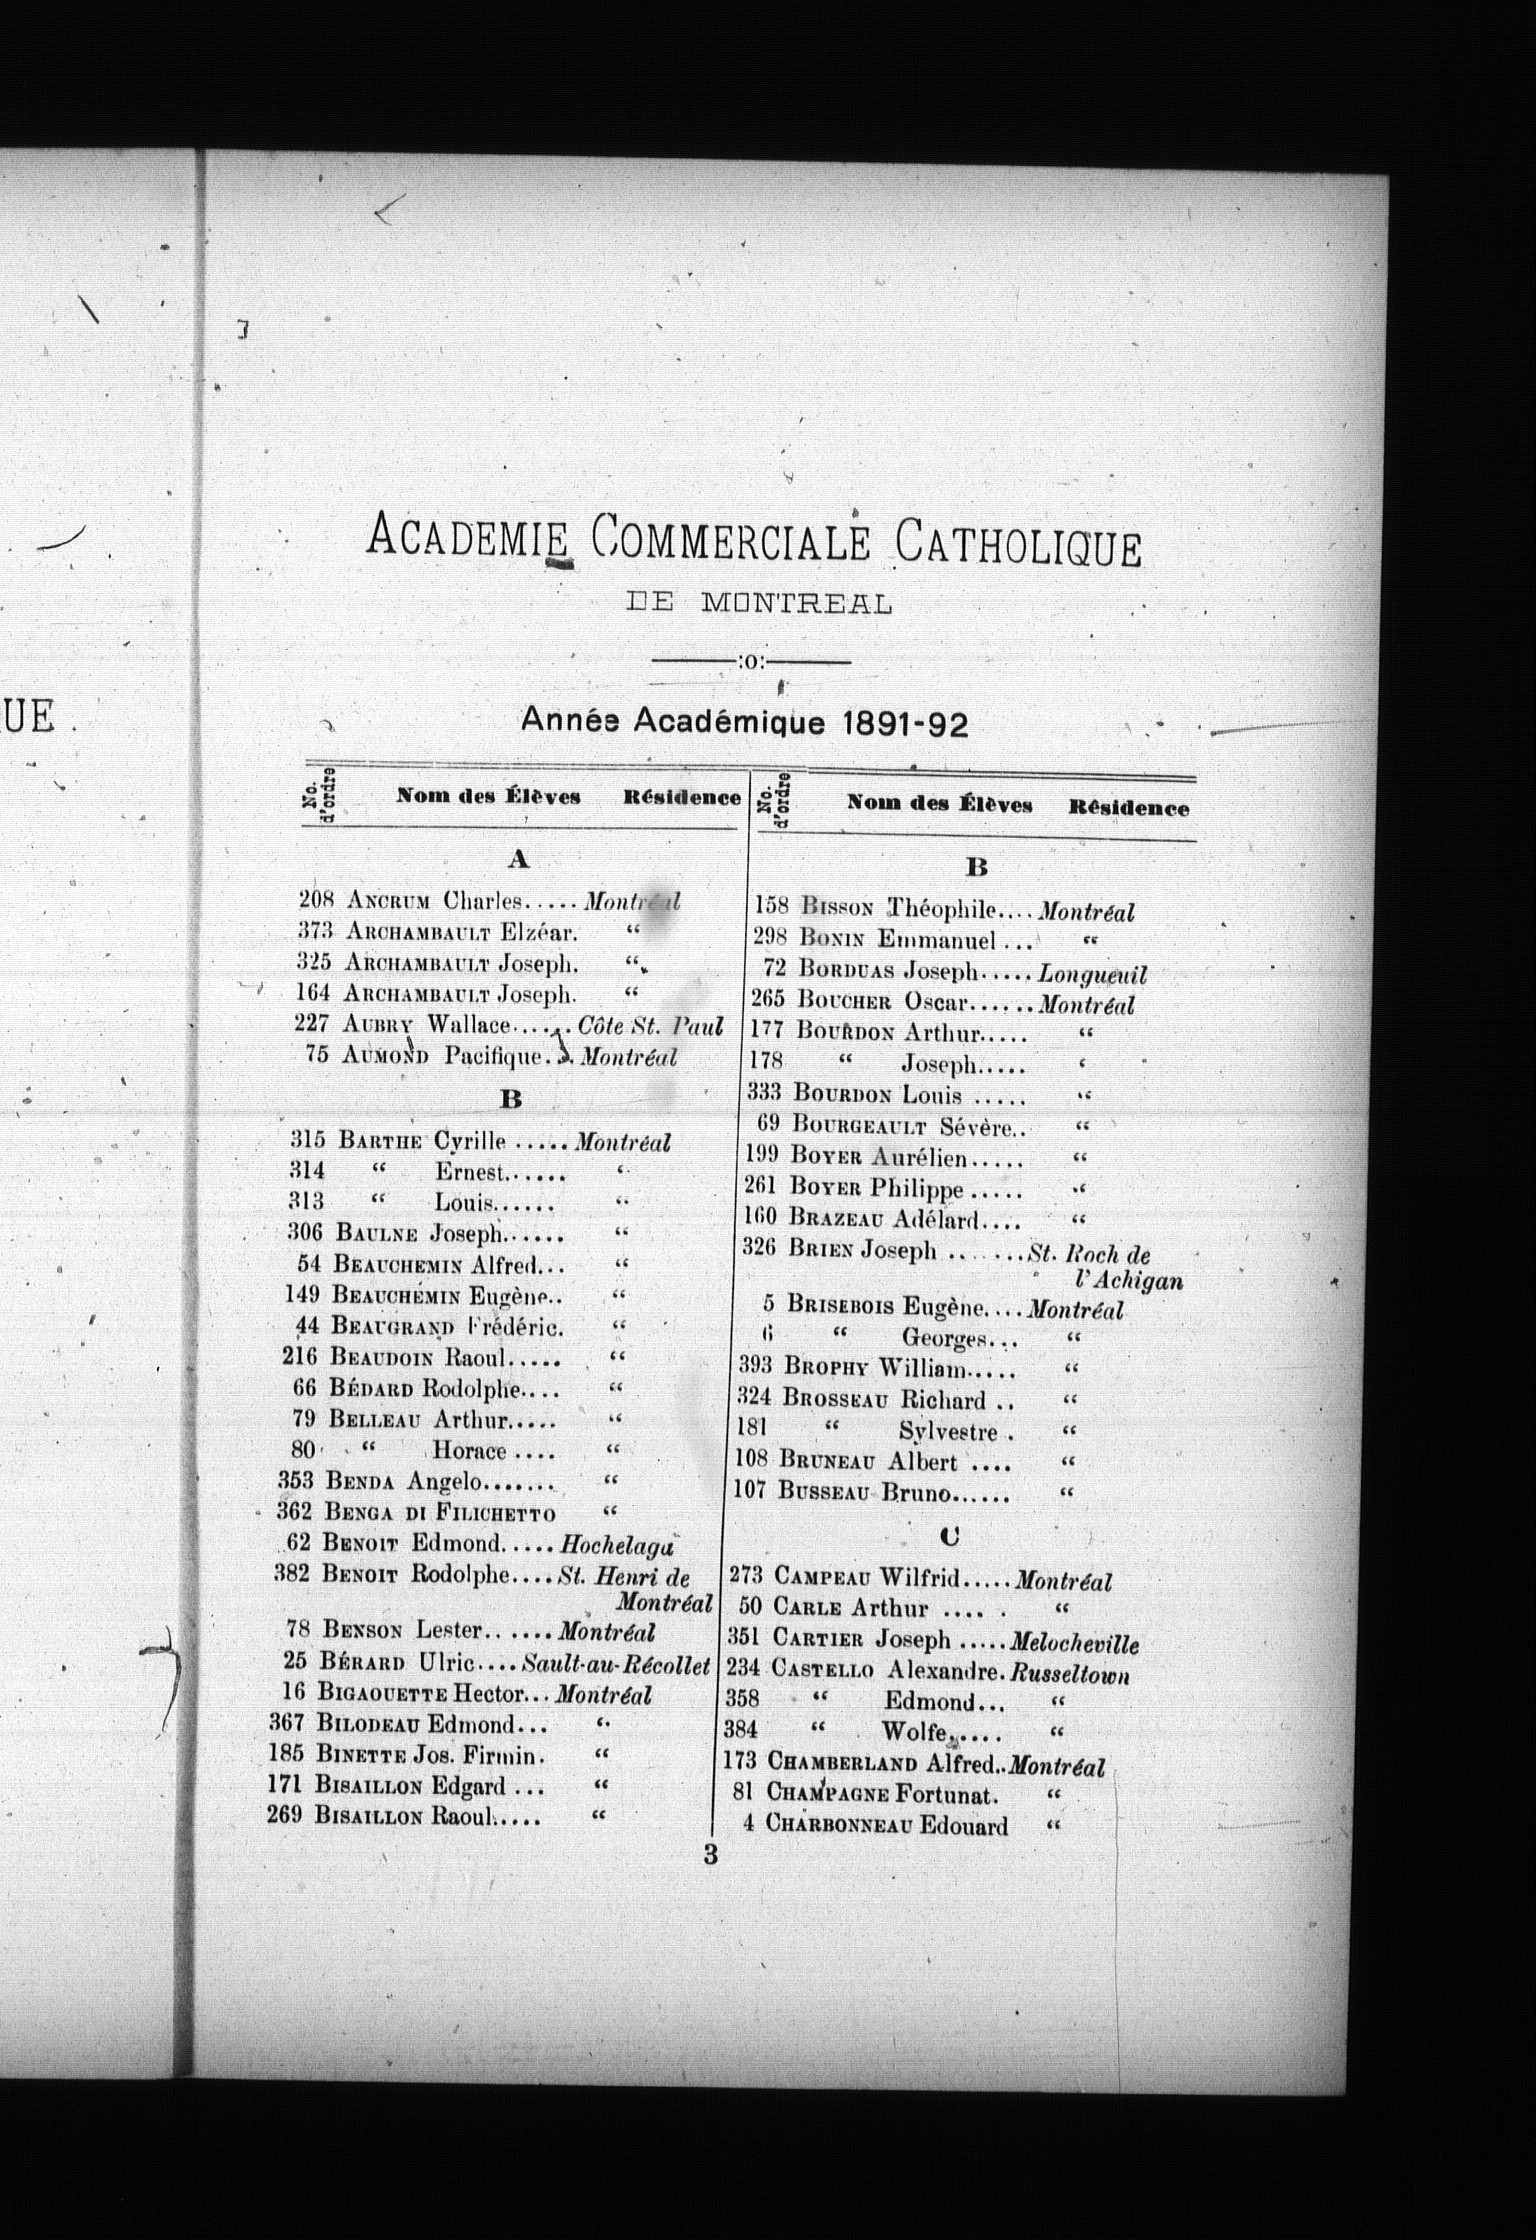 UE
ACADEMIE COMMERCIALE CATHOLIQUE
DE MONTREAL
:o:
Année Académique 1891-92
No. d'ordre Nom des Élèves Résidence
A
208 ANCRUM Charles..... Montréal
373 ARCHAMBAULT Elzéar. “
325 ARCHAMBAULT Joseph. “
164 ARCHAMBAULT Joseph. “
227 AUBRY Wallace...... Côte St. Paul
75 AUMOND Pacifique... Montréal
B
315 BARTHE Cyrille ..... Montréal
314 “ Ernest...... “
313 “ Louis...... “
306 BAULNE Joseph...... “
54 BEAUCHEMIN Alfred... “
149 BEAUCHEMIN Eugène.. “
44 BEAUGRAND Frédéric. “
216 BEAUDOIN Raoul..... “
66 BÉDARD Rodolphe.... “
79 BELLEAU Arthur..... “
80 “ Horace .... “
353 BENDA Angelo....... “
362 BENGA DI FILICHETTO “
62 BENOIT Edmond..... Hochelaga
382 BENOIT Rodolphe.... St. Henri de
Montréal
78 BENSON Lester.. .... Montréal
25 BÉRARD Ulric.... Sault-au-Récollet
16 BIGAOUETTE Hector... Montréal
367 BILODEAU Edmond... “
185 BINETTE Jos. Firmin. “
171 BISAILLON Edgard ... “
269 BISAILLON Raoul..... “
No. d'ordre Nom des Élèves Résidence
B
158 BISSON Théophile.... Montréal
298 BONIN Emmanuel ... “
72 BORDUAS Joseph..... Longueuil
265 BOUCHER Oscar...... Montréal
177 BOURDON Arthur..... “
178 “ Joseph..... “
333 BOURDON Louis ..... “
69 BOURGEAULT Sévère.. “
199 BOYER Aurélien..... “
261 BOYER Philippe ..... “
160 BRAZEAU Adélard.... “
326 BRIEN Joseph ....... St. Roch de
l'Achigan
5 BRISEBOIS Eugène.... Montréal
6 “ Georges... “
393 BROPHY William..... “
324 BROSSEAU Richard .. “
181 “ Sylvestre . “
108 BRUNEAU Albert .... “
107 BUSSEAU Bruno...... “
C
273 CAMPEAU Wilfrid..... Montréal
50 CARLE Arthur .... . “
351 CARTIER Joseph ..... Melocheville
234 CASTELLO Alexandre. Russeltown
358 “ Edmond... “
384 “ Wolfe..... “
173 CHAMBERLAND Alfred.. Montréal
81 CHAMPAGNE Fortunat. “
4 CHARBONNEAU Edouard “
3